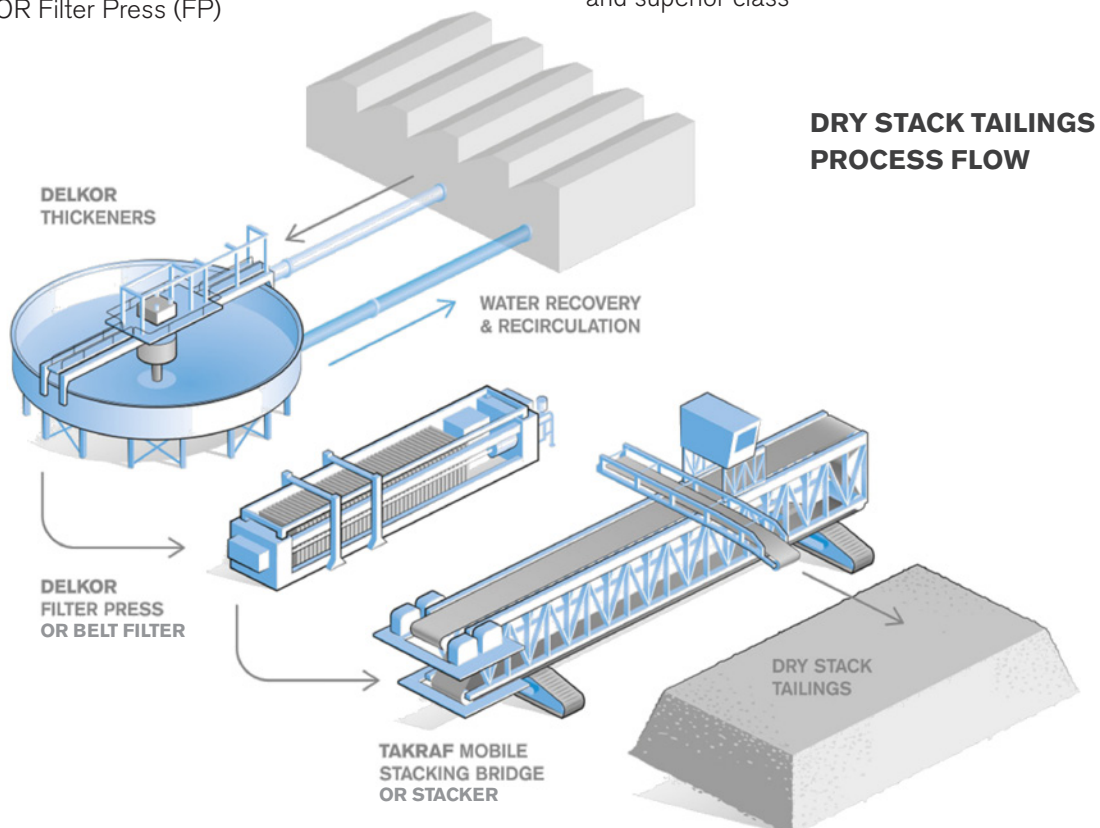 OR Filter Press (FP)
and superior class
DRY STACK TAILINGS
PROCESS FLOW
DELKOR
THICKENERS
WATER RECOVERY
& RECIRCULATION
DELKOR
FILTER PRESS
OR BELT FILTER
DRY STACK
TAILINGS
TAKRAF MOBILE
STACKING BRIDGE
OR STACKER